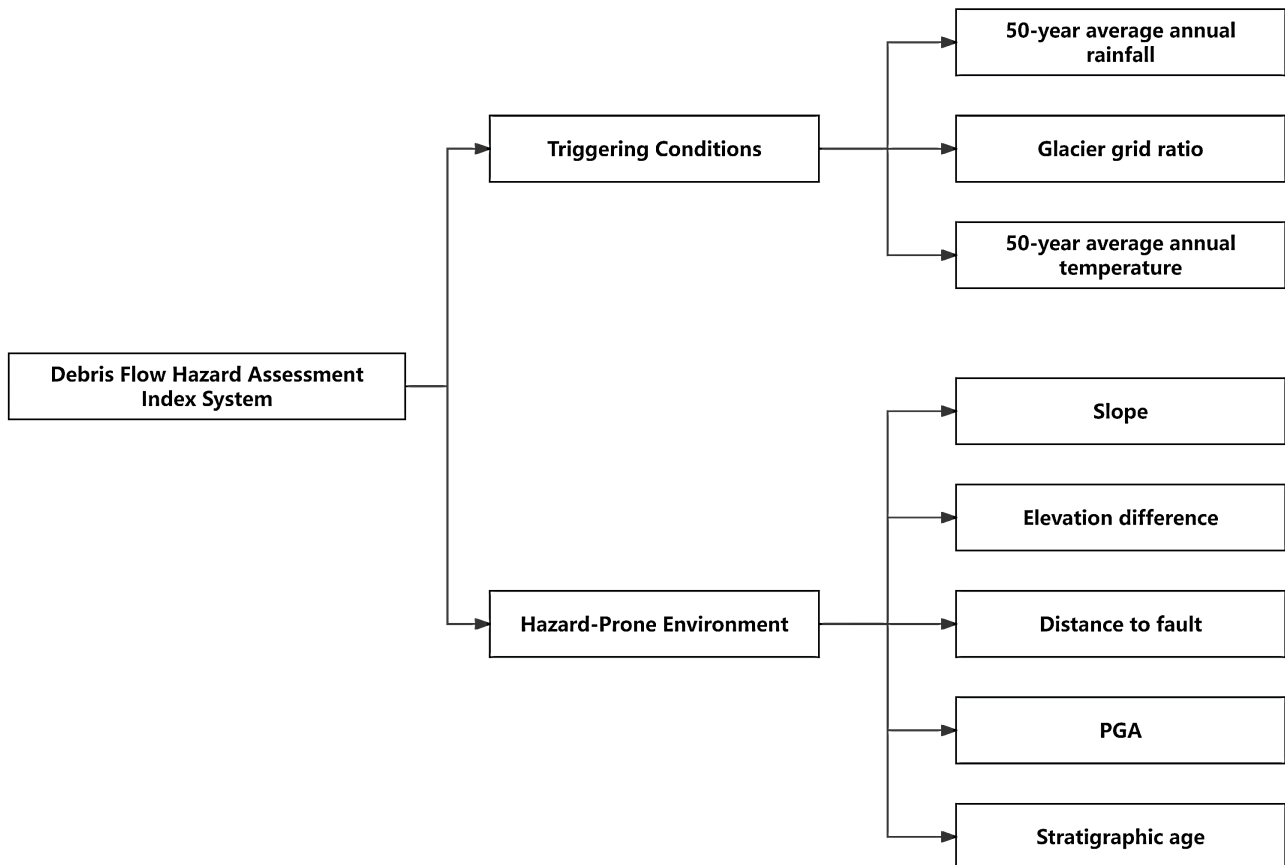 50-year average annual
rainfall
Triggering Conditions
Glacier grid ratio
50-year average annual
temperature
Debris Flow Hazard Assessment
Index System
Slope
Elevation difference
Hazard-Prone Environment
Distance to fault
PGA
Stratigraphic age